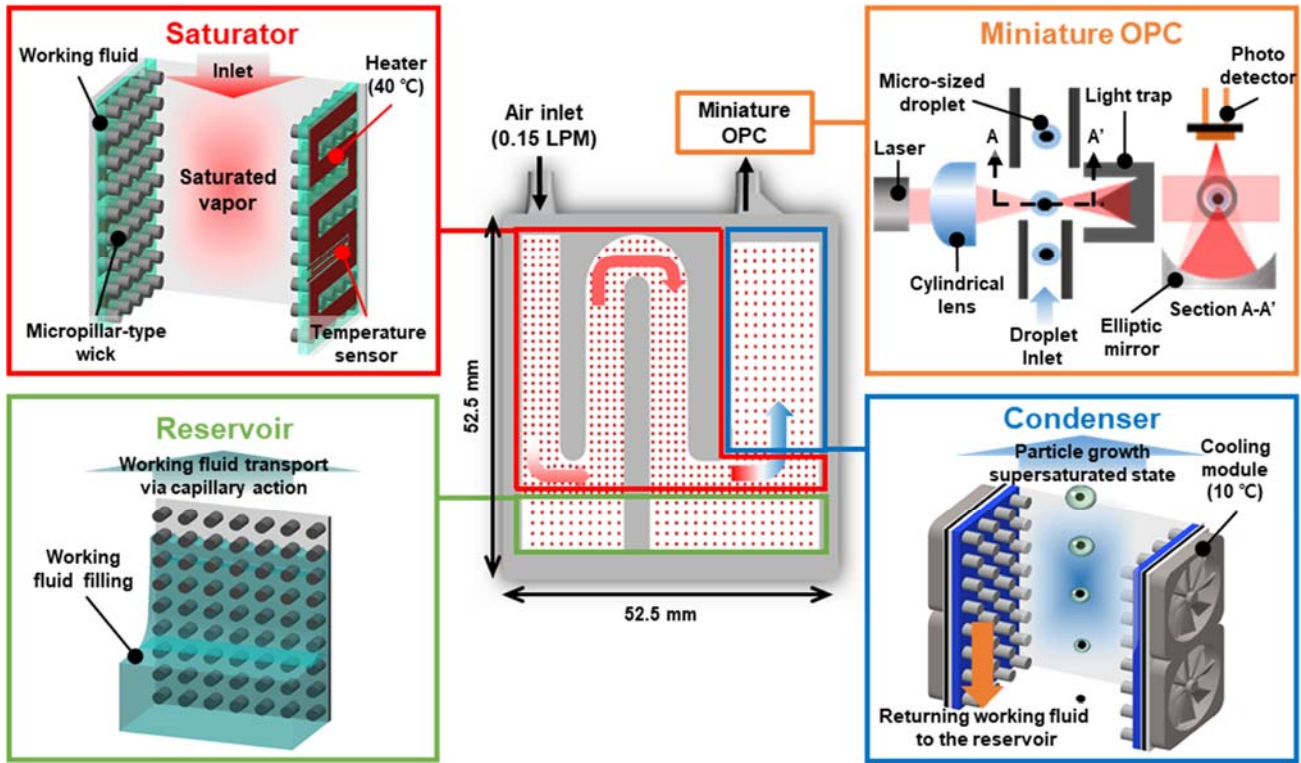 Saturator
Working fluid
Inlet
Heater
(40 ℃)
Saturated
vapor
Micropillar-type
wick
Temperature
sensor
Air inlet
(0.15 LPM)
Miniature
OPC
52.5 mm
52.5 mm
Miniature OPC
Micro-sized
droplet
Photo
detector
Light trap
A
A’
Laser
Cylindrical
lens
Droplet
Inlet
Elliptic
mirror
Section A-A’
Reservoir
Working fluid transport
via capillary action
Working
fluid filling
Condenser
Particle growth
supersaturated state
Cooling
module
(10 ℃)
Returning working fluid
to the reservoir